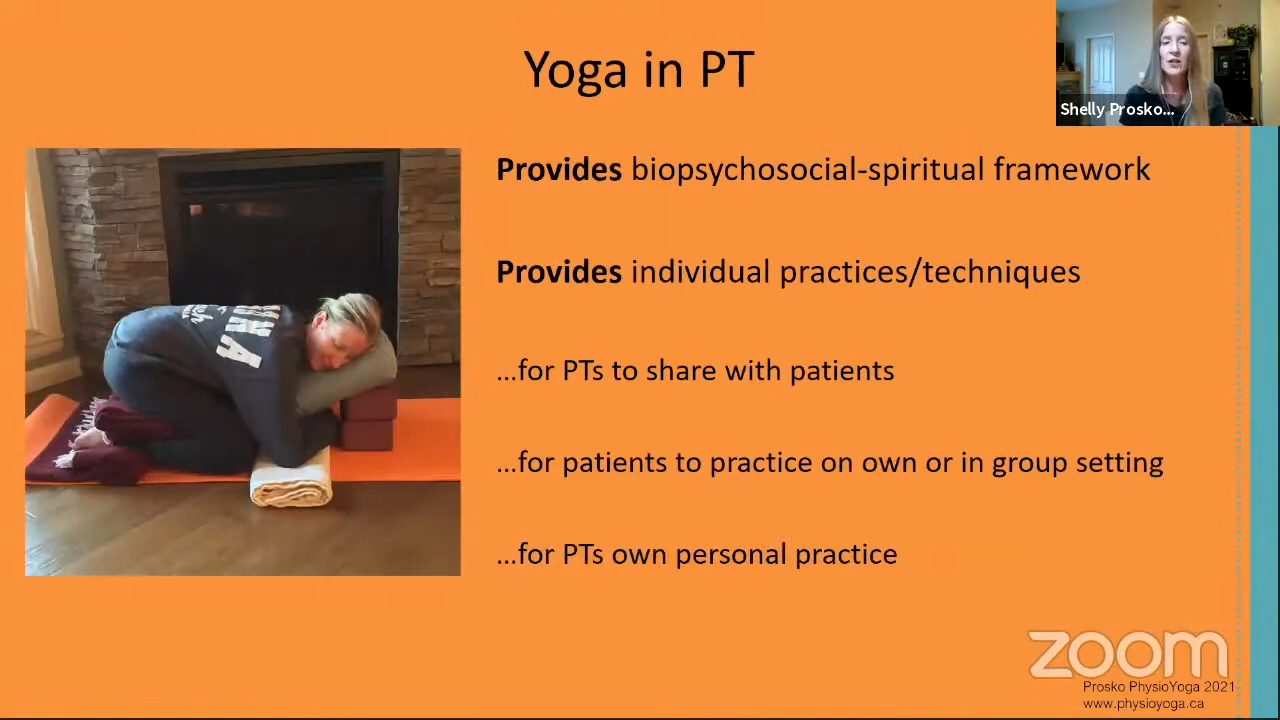 Yoga in PT
Shelly Prosko...
Provides biopsychosocial-spiritual framework
Provides individual practices/techniques
...for PTs to share with patients
...for patients to practice on own or in group setting
...for PTs own personal practice
zoom
Prosko PhysioYoga 2021
www.physioyoga.ca